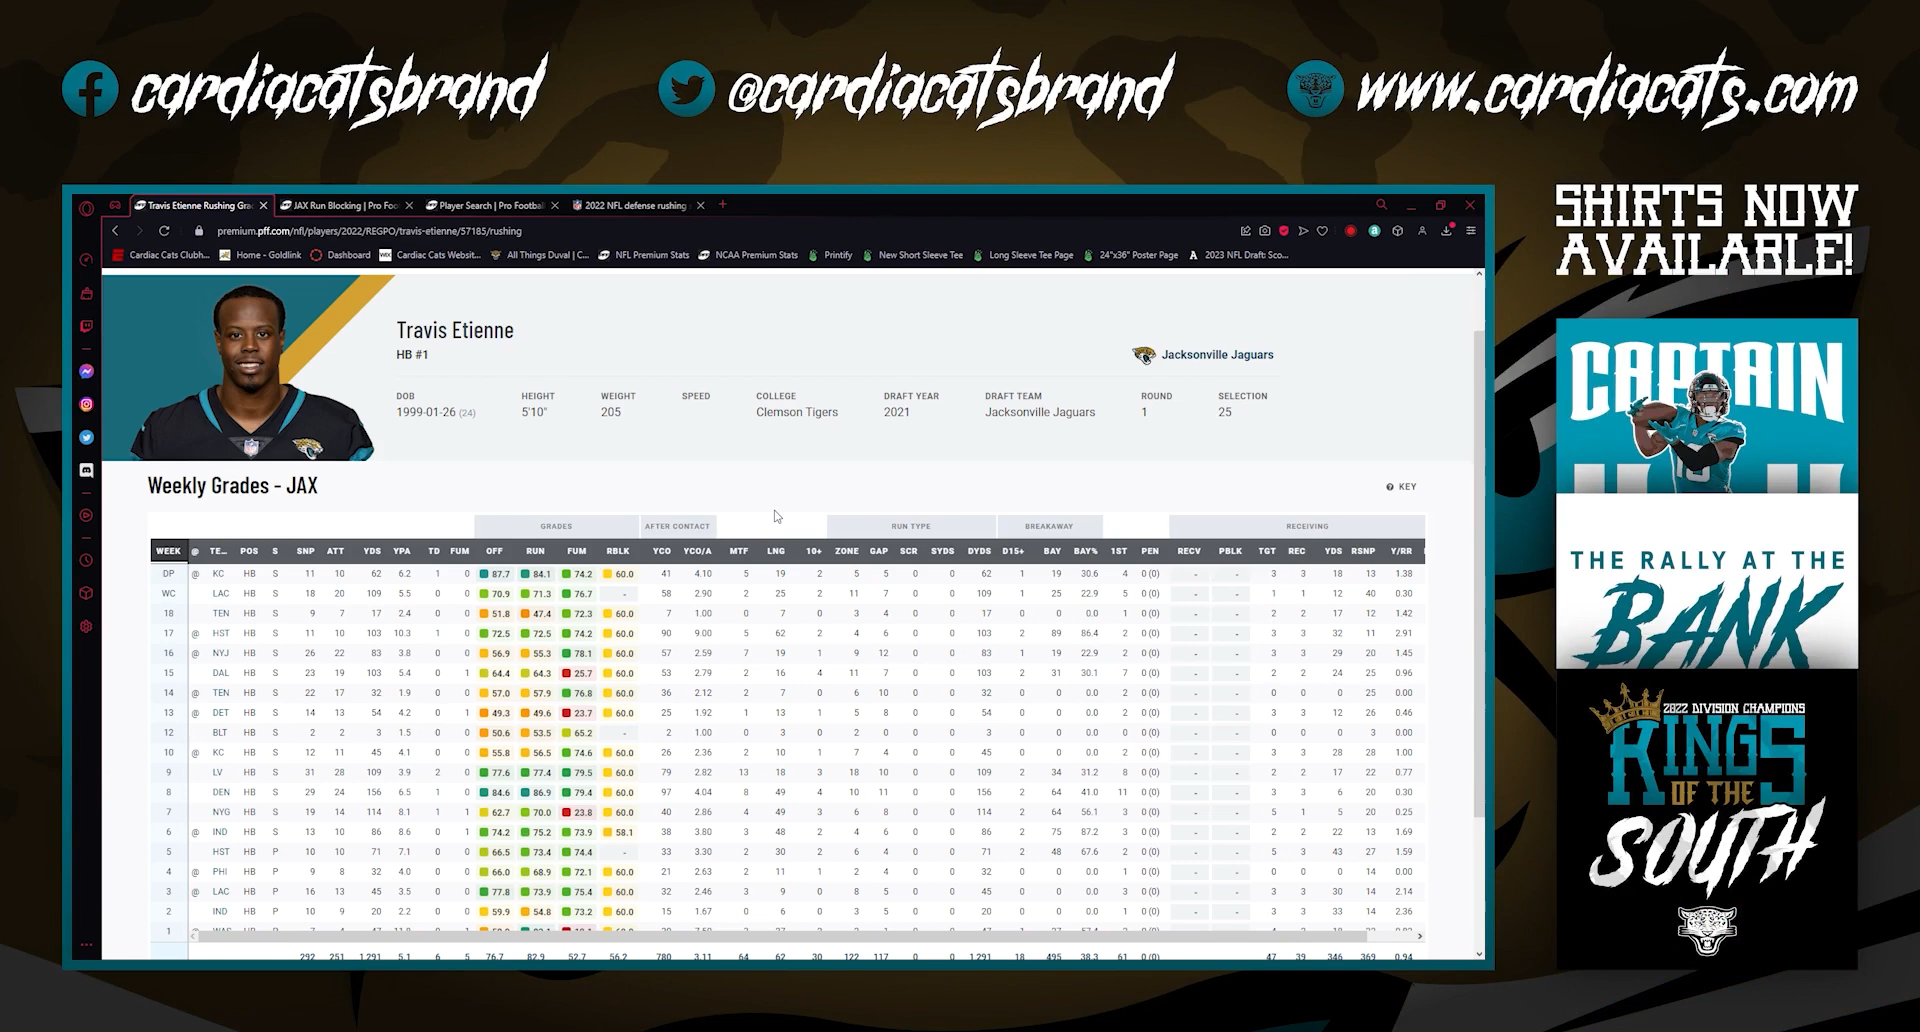 cardiacatsbrand @cardiacatsbrand www.cardiacats.com
SHIRTS NOW
AVAILABLE!
Travis Etienne Rushing Gra JAX Run Blocking | Pro Foo Player Search | Pro Football 2022 NFL defense rushing
premium.pff.com/nfl/players/2022/REGPO/travis-etienne/57185/rushing
Cardiac Cats Clubh... Home - Goldlink Dashboard Cardiac Cats Websit... All Things Duval | C... NFL Premium Stats NCAA Premium Stats Printify New Short Sleeve Tee Long Sleeve Tee Page 24"x36" Poster Page 2023 NFL Draft: Sco...
Travis Etienne
HB #1
Jacksonville Jaguars
DOB HEIGHT WEIGHT SPEED COLLEGE DRAFT YEAR DRAFT TEAM ROUND SELECTION
1999-01-26 (24) 5'10" 205 Clemson Tigers 2021 Jacksonville Jaguars 1 25
Weekly Grades - JAX
KEY
GRADES AFTER CONTACT RUN TYPE BREAKAWAY RECEIVING
WEEK @ TE... POS S SNP ATT YDS YPA TD FUM OFF RUN FUM RBLK YCO YCO/A MTF LNG 10+ ZONE GAP SCR SYDS DYDS D15+ BAY BAY% 1ST PEN RECV PBLK TGT REC YDS RSNP Y/RR
DP @ KC HB S 11 10 62 6.2 1 0 87.7 84.1 74.2 60.0 41 4.10 5 19 2 5 5 0 0 62 1 19 30.6 4 0 (0) - - 3 3 18 13 1.38
WC LAC HB S 18 20 109 5.5 0 0 70.9 71.3 76.7 - 58 2.90 2 25 2 11 7 0 0 109 1 25 22.9 5 0 (0) - - 1 1 12 40 0.30
18 TEN HB S 9 7 17 2.4 0 0 51.8 47.4 72.3 60.0 7 1.00 0 7 0 3 4 0 0 17 0 0 0.0 1 0 (0) - - 2 2 17 12 1.42
17 @ HST HB S 11 10 103 10.3 1 0 72.5 72.5 74.2 60.0 90 9.00 5 62 2 4 6 0 0 103 2 89 86.4 2 0 (0) - - 3 3 32 11 2.91
16 @ NYJ HB S 26 22 83 3.8 0 0 56.9 55.3 78.1 60.0 57 2.59 7 19 1 9 12 0 0 83 1 19 22.9 2 0 (0) - - 3 3 29 20 1.45
15 DAL HB S 23 19 103 5.4 0 1 64.4 64.3 25.7 60.0 53 2.79 2 16 4 11 7 0 0 103 2 31 30.1 7 0 (0) - - 2 2 24 25 0.96
14 @ TEN HB S 22 17 32 1.9 0 0 57.0 57.9 76.8 60.0 36 2.12 2 7 0 6 10 0 0 32 0 0 0.0 2 0 (0) - - 0 0 0 25 0.00
13 @ DET HB S 14 13 54 4.2 0 1 49.3 49.6 23.7 60.0 25 1.92 1 13 1 5 8 0 0 54 0 0 0.0 2 0 (0) - - 3 3 12 26 0.46
12 BLT HB S 2 2 3 1.5 0 0 50.6 53.5 65.2 - 2 1.00 0 3 0 2 0 0 0 3 0 0 0.0 0 0 (0) - - 0 0 0 3 0.00
10 @ KC HB S 12 11 45 4.1 0 0 55.8 56.5 74.6 60.0 26 2.36 2 10 1 7 4 0 0 45 0 0 0.0 2 0 (0) - - 3 3 28 28 1.00
9 LV HB S 31 28 109 3.9 2 0 77.6 77.4 79.5 60.0 79 2.82 13 18 3 18 10 0 0 109 2 34 31.2 8 0 (0) - - 2 2 17 22 0.77
8 DEN HB S 29 24 156 6.5 1 0 84.6 86.9 79.4 60.0 97 4.04 8 49 4 10 11 0 0 156 2 64 41.0 11 0 (0) - - 3 3 6 20 0.30
7 NYG HB S 19 14 114 8.1 1 1 62.7 70.0 23.8 60.0 40 2.86 4 49 3 6 8 0 0 114 2 64 56.1 3 0 (0) - - 5 1 5 20 0.25
6 @ IND HB S 13 10 86 8.6 0 1 74.2 75.2 73.9 58.1 38 3.80 3 48 2 4 6 0 0 86 2 75 87.2 3 0 (0) - - 2 2 22 13 1.69
5 HST HB P 10 10 71 7.1 0 0 66.5 73.4 74.4 - 33 3.30 2 30 2 6 4 0 0 71 2 48 67.6 2 0 (0) - - 5 3 43 27 1.59
4 @ PHI HB P 9 8 32 4.0 0 0 66.0 68.9 72.1 60.0 21 2.63 2 11 1 2 4 0 0 32 0 0 0.0 1 0 (0) - - 0 0 0 14 0.00
3 @ LAC HB P 16 13 45 3.5 0 0 77.8 73.9 75.4 60.0 32 2.46 3 9 0 8 5 0 0 45 0 0 0.0 3 0 (0) - - 3 3 30 14 2.14
2 IND HB P 10 9 20 2.2 0 0 59.9 54.8 73.2 60.0 15 1.67 0 6 0 3 5 0 0 20 0 0 0.0 1 0 (0) - - 3 3 33 14 2.36
1
292 251 1,291 5.1 6 5 76.7 82.9 52.7 56.2 780 3.11 64 62 30 122 117 0 0 1,291 18 495 38.3 61 0 (0) 47 39 346 369 0.94
CAPTAIN
THE RALLY AT THE
BANK
2022 DIVISION CHAMPIONS
KINGS
OF THE
SOUTH